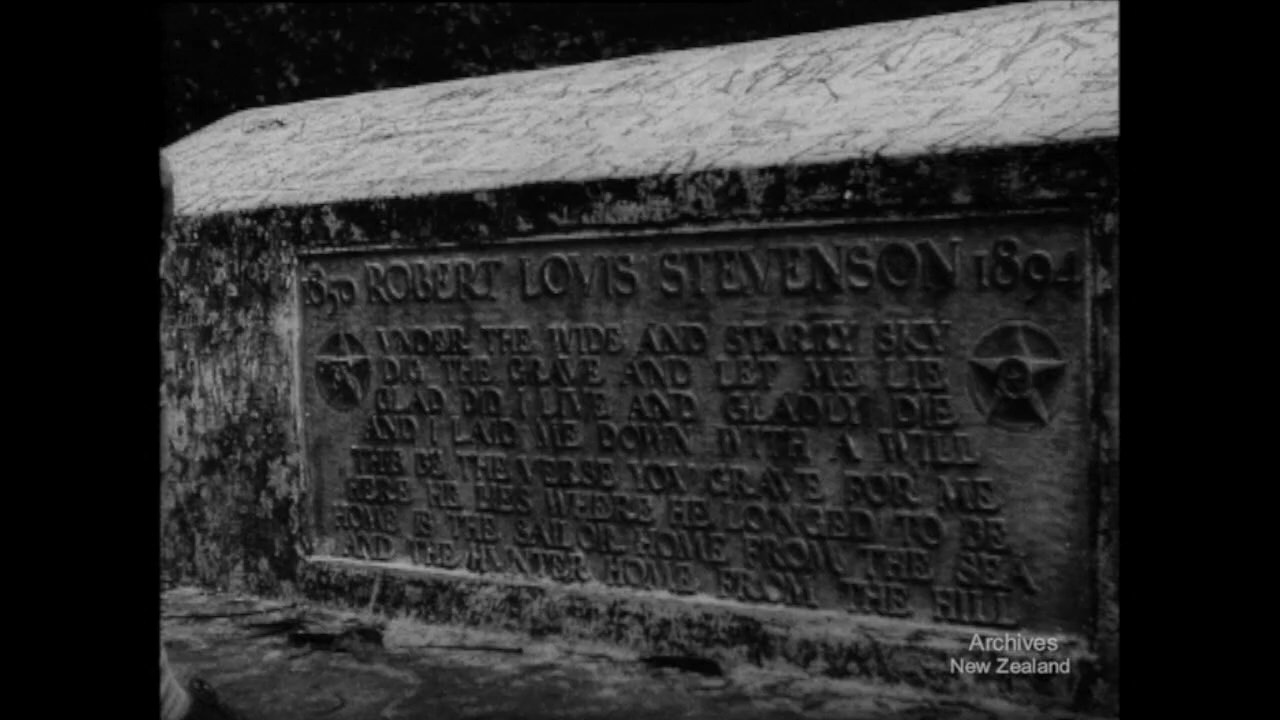 1850 ROBERT LOVIS STEVENSON 1894
VNDER THE WIDE AND STARRY SKY
DIG THE GRAVE AND LET ME LIE
GLAD DID I LIVE AND GLADLY DIE
AND I LAID ME DOWN WITH A WILL
THIS BE THE VERSE YOV GRAVE FOR ME
HERE HE LIES WHERE HE LONGED TO BE
HOME IS THE SAILOR HOME FROM THE SEA
AND THE HVNTER HOME FROM THE HILL
Archives
New Zealand